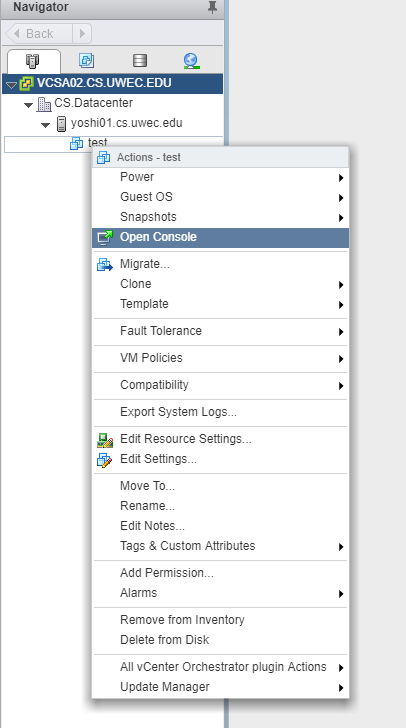 Navigator
Back
VCSA02.CS.UWEC.EDU
CS.Datacenter
yoshi01.cs.uwec.edu
test
Actions - test
Power
Guest OS
Snapshots
Open Console
Migrate...
Clone
Template
Fault Tolerance
VM Policies
Compatibility
Export System Logs...
Edit Resource Settings...
Edit Settings...
Move To...
Rename...
Edit Notes...
Tags & Custom Attributes
Add Permission...
Alarms
Remove from Inventory
Delete from Disk
All vCenter Orchestrator plugin Actions
Update Manager